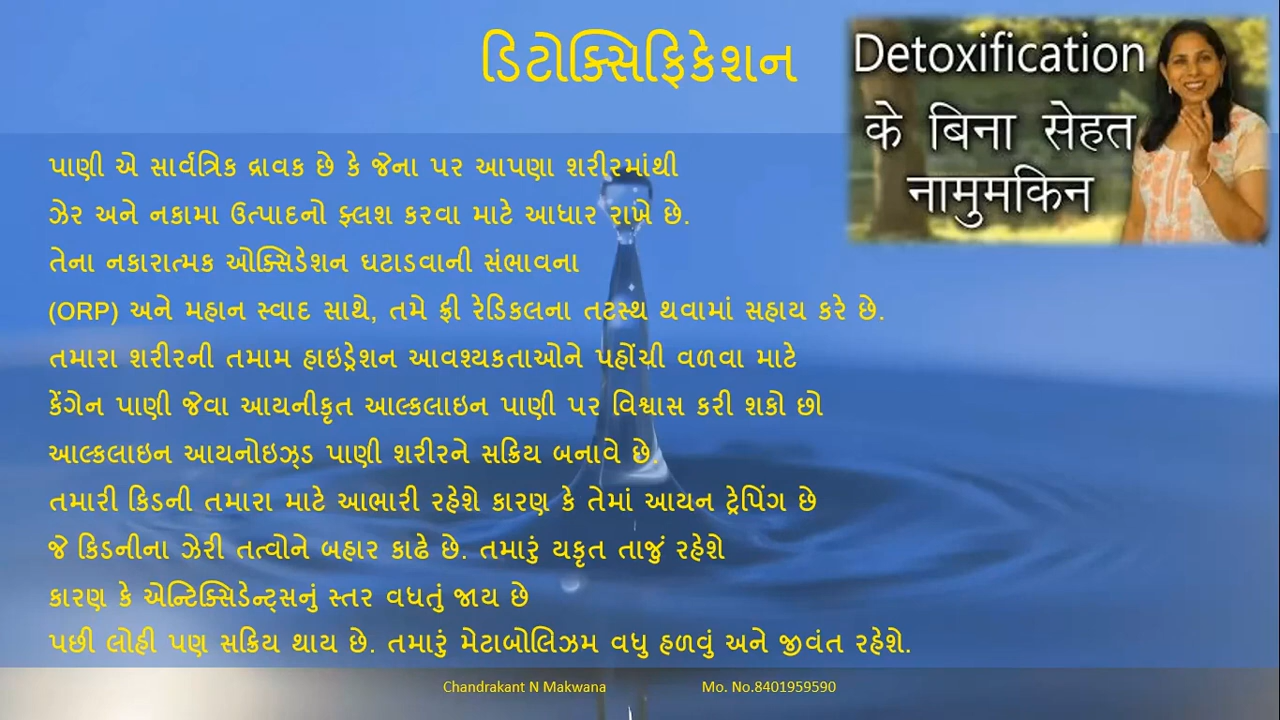 ડિટોક્સિફિકેશન
Detoxification
के बिना सेहत
नामुमकिन
પાણી એ સાર્વત્રિક દ્રાવક છે કે જેના પર આપણા શરીરમાંથી
ઝેર અને નકામા ઉત્પાદનો ફ્લશ કરવા માટે આધાર રાખે છે.
તેના નકારાત્મક ઓક્સિડેશન ઘટાડવાની સંભાવના
(ORP) અને મહાન સ્વાદ સાથે, તમે ફ્રી રેડિકલના તટસ્થ થવામાં સહાય કરે છે.
તમારા શરીરની તમામ હાઇડ્રેશન આવશ્યકતાઓને પહોંચી વળવા માટે
કેંગેન પાણી જેવા આયનીકૃત આલ્કલાઇન પાણી પર વિશ્વાસ કરી શકો છો
આલ્કલાઇન આયનોઇઝ્ડ પાણી શરીરને સક્રિય બનાવે છે
તમારી કિડની તમારા માટે આભારી રહેશે કારણ કે તેમાં આયન ટ્રેપિંગ છે
જે કિડનીના ઝેરી તત્વોને બહાર કાઢે છે. તમારું યકૃત તાજું રહેશે
કારણ કે એન્ટિક્સિડેન્ટ્સનું સ્તર વધતું જાય છે
પછી લોહી પણ સક્રિય થાય છે. તમારું મેટાબોલિઝમ વધુ હળવું અને જીવંત રહેશે.
Chandrakant N Makwana Mo. No.8401959590